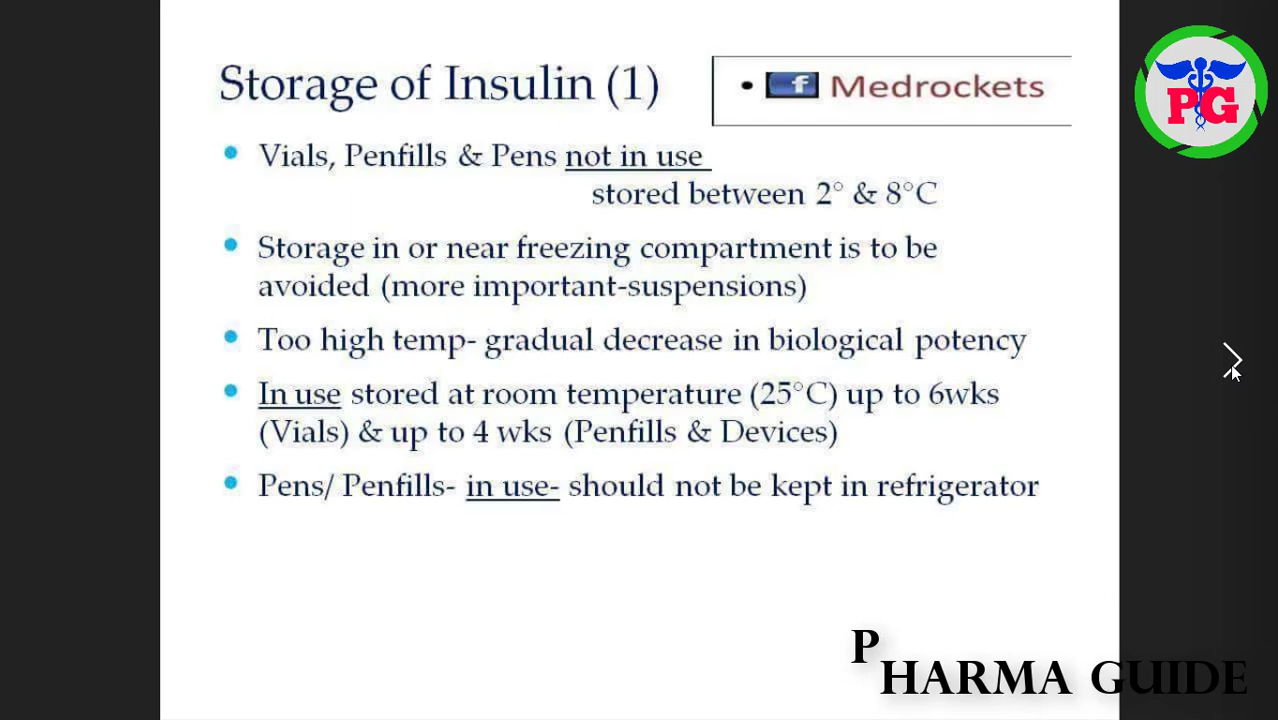 Storage of Insulin (1)
• f Medrockets
PG
• Vials, Penfills & Pens not in use
stored between 2° & 8°C
• Storage in or near freezing compartment is to be
avoided (more important-suspensions)
• Too high temp- gradual decrease in biological potency
• In use stored at room temperature (25°C) up to 6wks
(Vials) & up to 4 wks (Penfills & Devices)
• Pens/ Penfills- in use- should not be kept in refrigerator
PHARMA GUIDE